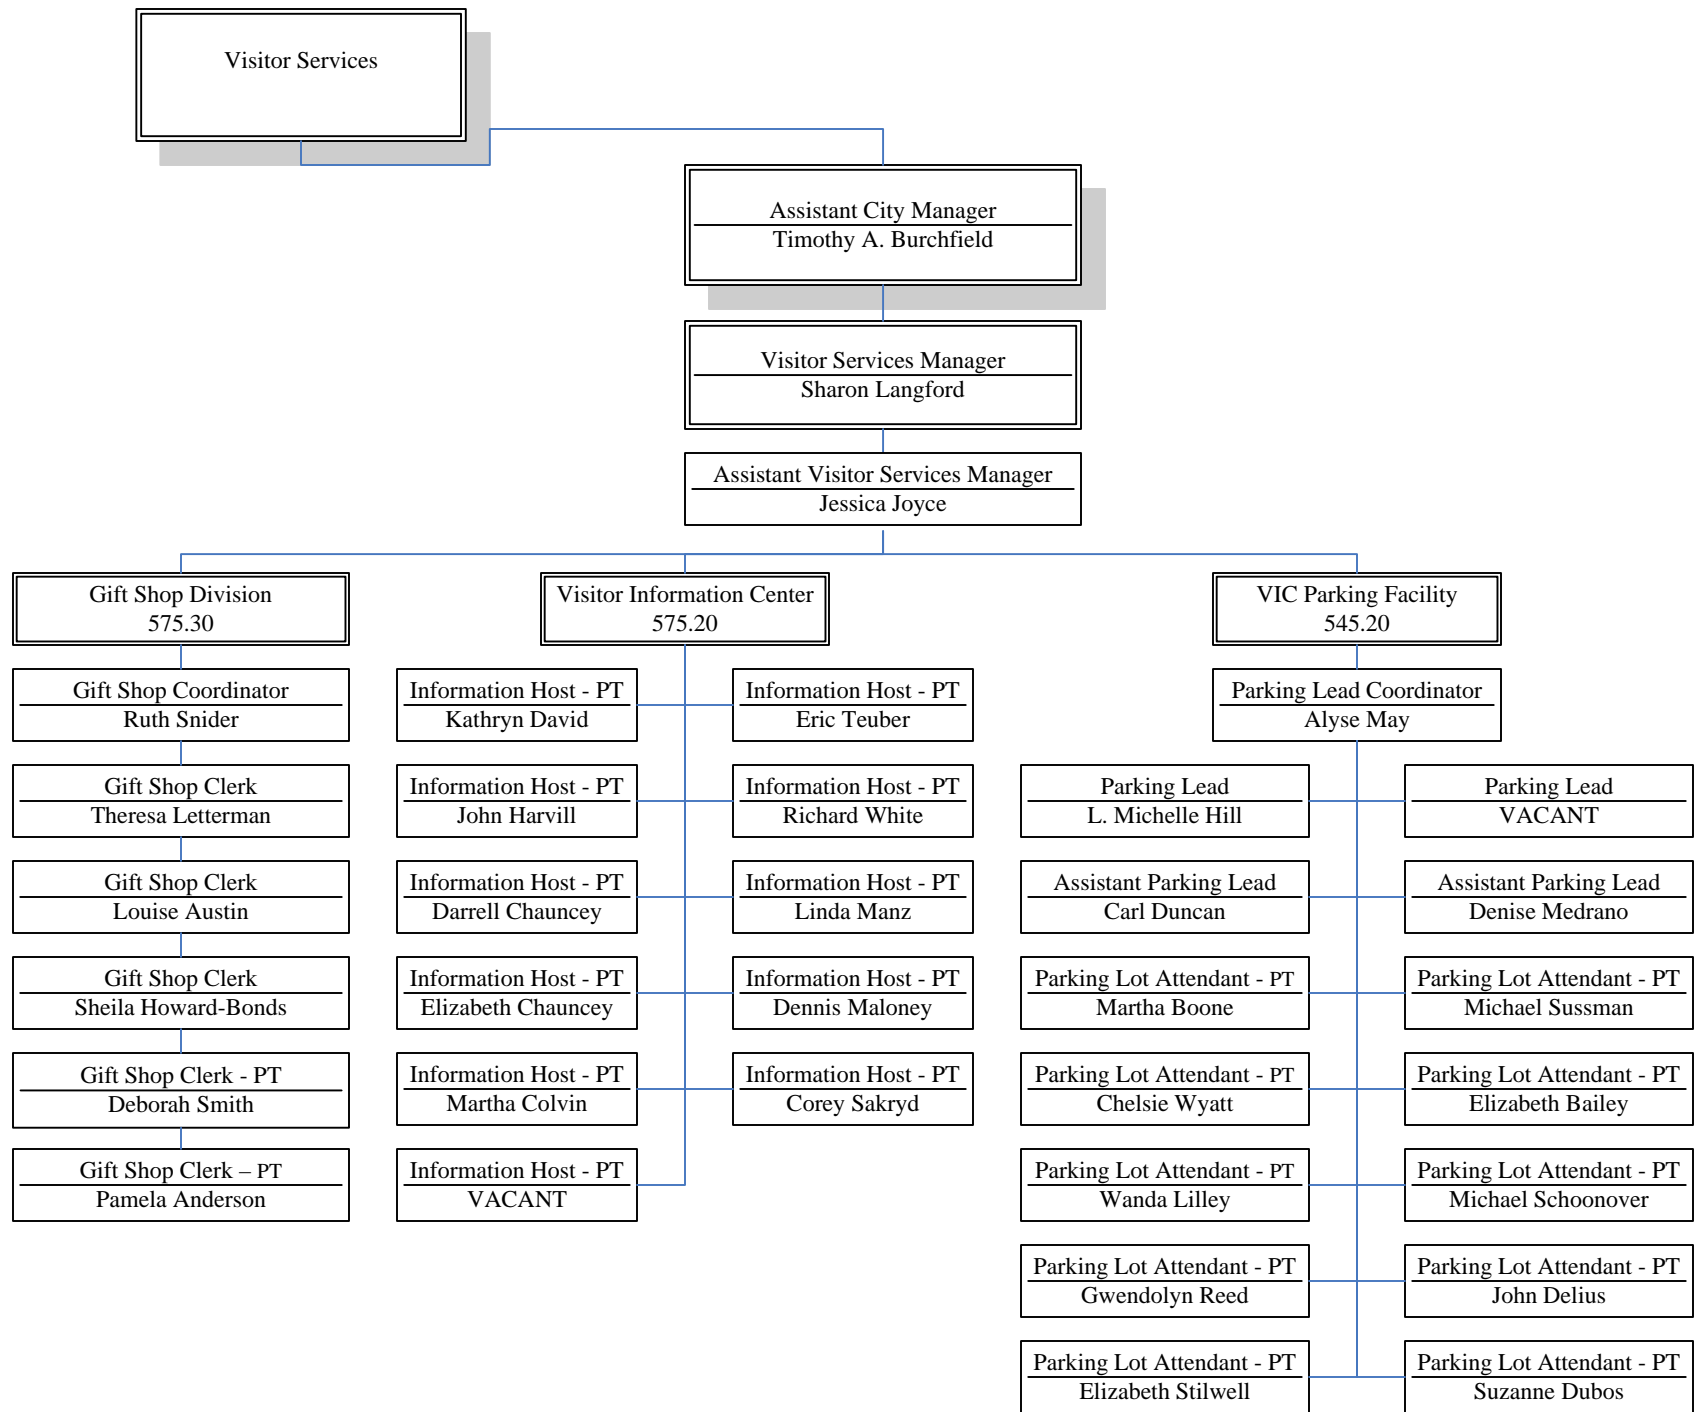 Visitor Services
Assistant City Manager
Timothy A. Burchfield
Visitor Services Manager
Sharon Langford
Assistant Visitor Services Manager
Jessica Joyce
Gift Shop Division
575.30
Gift Shop Coordinator
Ruth Snider
Gift Shop Clerk
Theresa Letterman
Gift Shop Clerk
Louise Austin
Gift Shop Clerk
Sheila Howard-Bonds
Gift Shop Clerk - PT
Deborah Smith
Gift Shop Clerk – PT
Pamela Anderson
Visitor Information Center
575.20
Information Host - PT
Kathryn David
Information Host - PT
Eric Teuber
Information Host - PT
John Harvill
Information Host - PT
Richard White
Information Host - PT
Darrell Chauncey
Information Host - PT
Linda Manz
Information Host - PT
Elizabeth Chauncey
Information Host - PT
Dennis Maloney
Information Host - PT
Martha Colvin
Information Host - PT
Corey Sakryd
Information Host - PT
VACANT
VIC Parking Facility
545.20
Parking Lead Coordinator
Alyse May
Parking Lead
L. Michelle Hill
Parking Lead
VACANT
Assistant Parking Lead
Carl Duncan
Assistant Parking Lead
Denise Medrano
Parking Lot Attendant - PT
Martha Boone
Parking Lot Attendant - PT
Michael Sussman
Parking Lot Attendant - PT
Chelsie Wyatt
Parking Lot Attendant - PT
Elizabeth Bailey
Parking Lot Attendant - PT
Wanda Lilley
Parking Lot Attendant - PT
Michael Schoonover
Parking Lot Attendant - PT
Gwendolyn Reed
Parking Lot Attendant - PT
John Delius
Parking Lot Attendant - PT
Elizabeth Stilwell
Parking Lot Attendant - PT
Suzanne Dubos